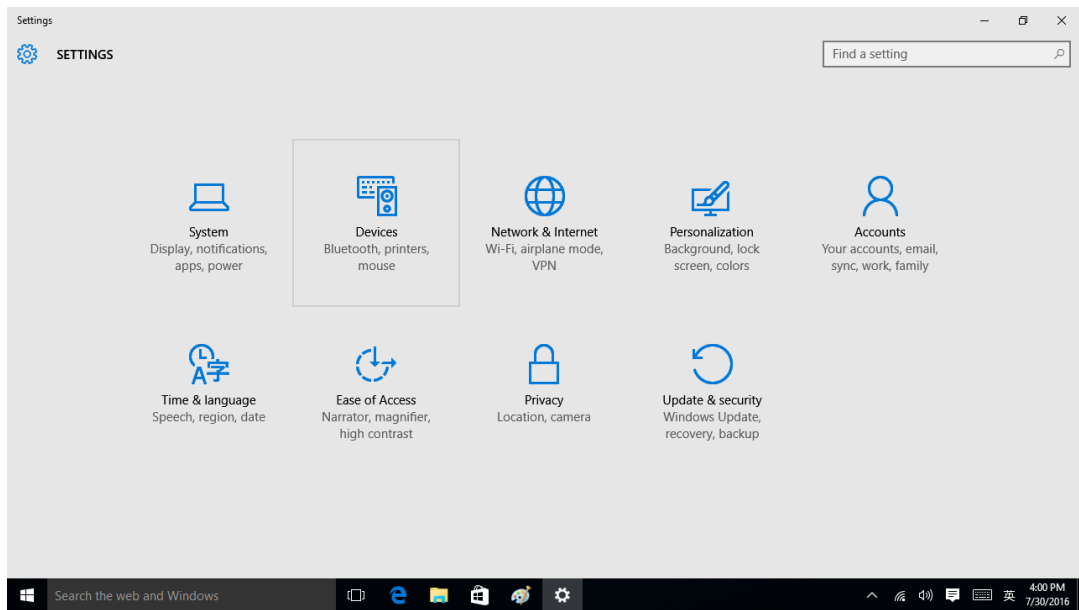 Settings
SETTINGS
Find a setting
System
Display, notifications,
apps, power
Devices
Bluetooth, printers,
mouse
Network & Internet
Wi-Fi, airplane mode,
VPN
Personalization
Background, lock
screen, colors
Accounts
Your accounts, email,
sync, work, family
Time & language
Speech, region, date
Ease of Access
Narrator, magnifier,
high contrast
Privacy
Location, camera
Update & security
Windows Update,
recovery, backup
Search the web and Windows
英
4:00 PM
7/30/2016